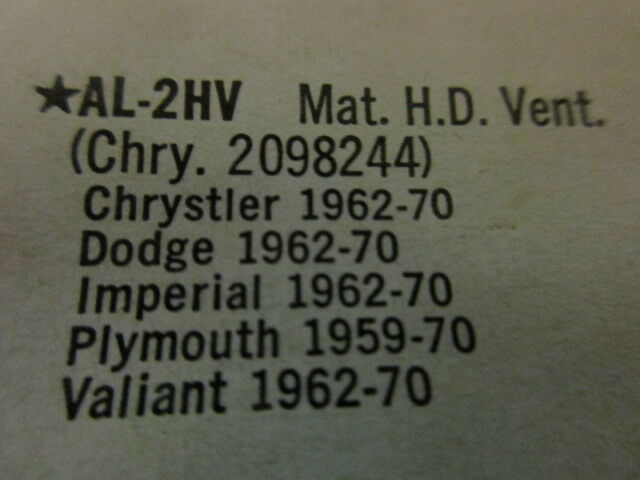 ★AL-2HV Mat. H.D. Vent.
(Chry. 2098244)
Chrystler 1962-70
Dodge 1962-70
Imperial 1962-70
Plymouth 1959-70
Valiant 1962-70